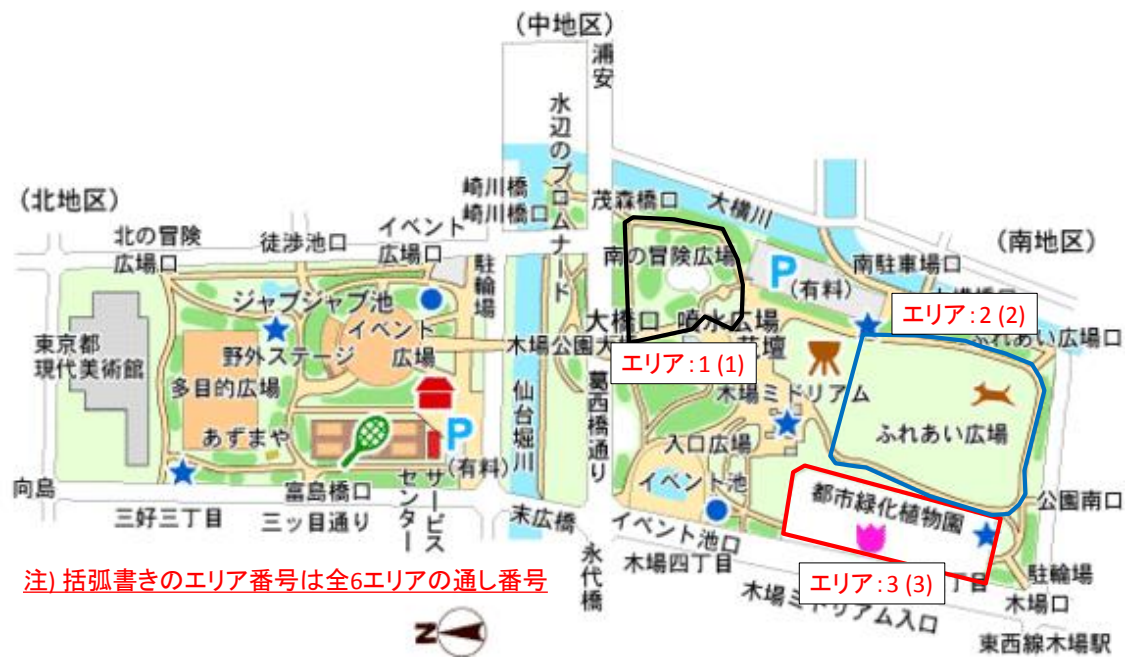 (中地区)
浦安
水辺のプロムナード
崎川橋
崎川橋口
茂森橋口
大横川
(北地区)
(南地区)
北の冒険
広場口
徒渉池口
イベント
広場口
駐輪場
南の冒険広場
P
(有料)
南駐車場口
ジャブジャブ池
イベント
広場
大橋口
噴水広場
エリア:2 (2)
ふれあい広場口
東京都
現代美術館
野外ステージ
木場公園大
花壇
エリア:1 (1)
多目的広場
仙台堀川
葛西橋通り
木場ミドリアム
あずまや
P
(有料)
入口広場
ふれあい広場
サービス
センター
イベント池
都市緑化植物園
公園南口
向島
富島橋口
三好三丁目
三ッ目通り
末広橋
イベント池口
永代橋
木場四丁目
エリア:3 (3)
丁目
駐輪場
木場口
木場ミドリアム入口
東西線木場駅
注) 括弧書きのエリア番号は全6エリアの通し番号
N